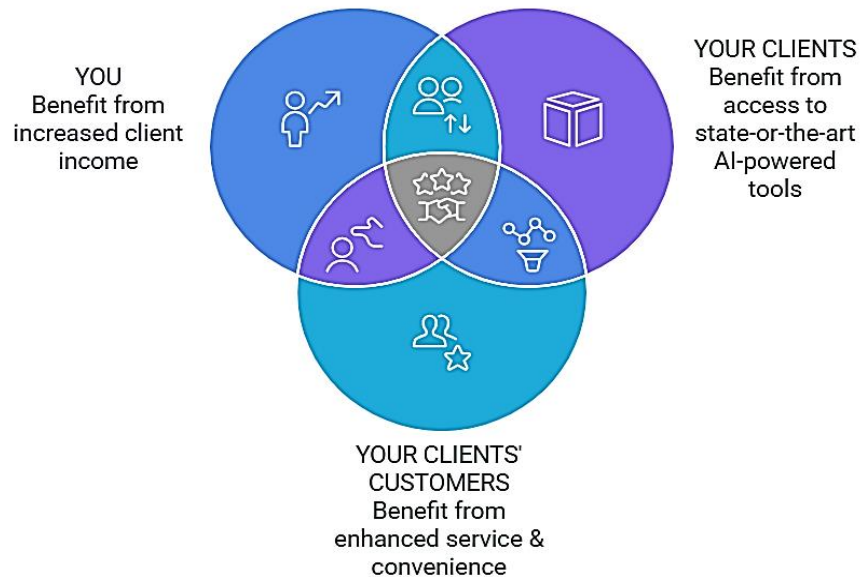 YOU
Benefit from
increased client
income
YOUR CLIENTS
Benefit from
access to
state-or-the-art
AI-powered
tools
YOUR CLIENTS'
CUSTOMERS
Benefit from
enhanced service &
convenience